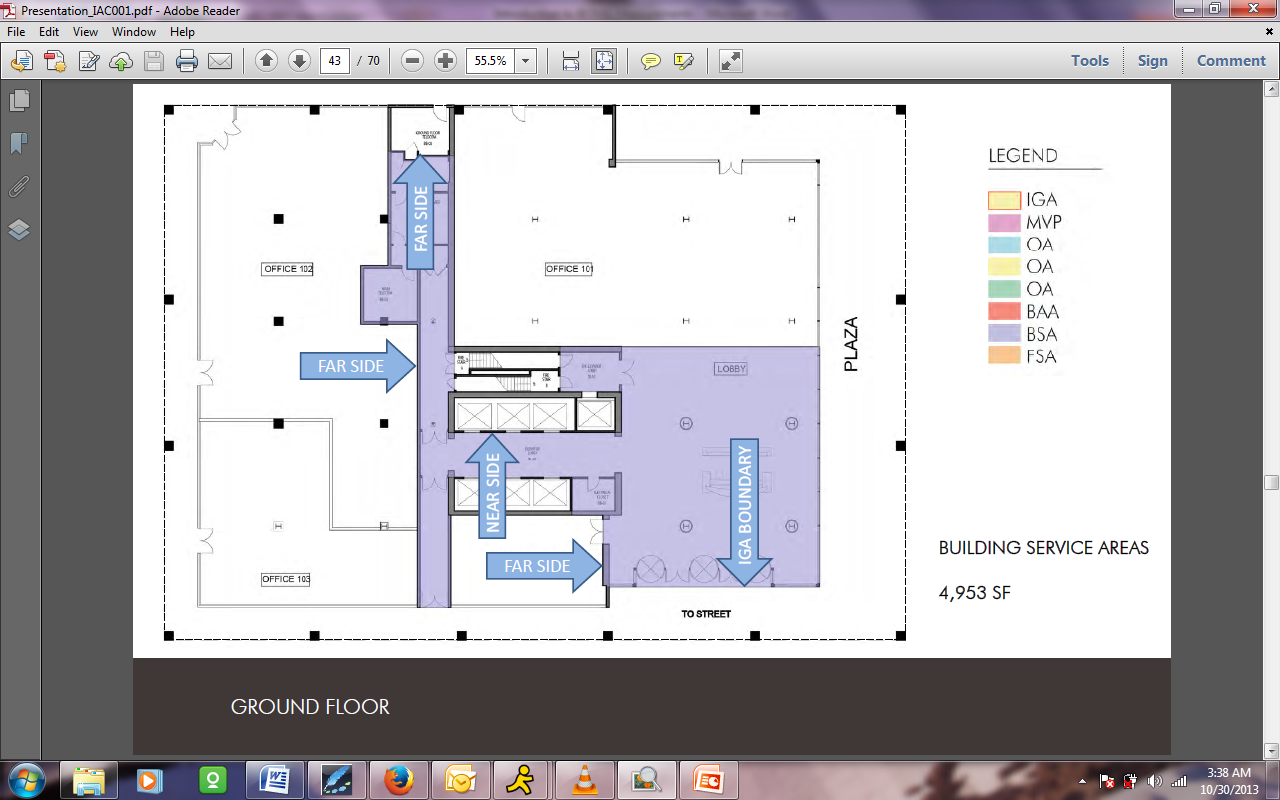 Presentation_IAC001.pdf - Adobe Reader
File Edit View Window Help
43 / 70
55.5%
Tools Sign Comment
LEGEND
IGA
MVP
OA
OA
OA
BAA
BSA
FSA
FAR SIDE
OFFICE 102
OFFICE 101
PLAZA
FAR SIDE
LOBBY
NEAR SIDE
IGA BOUNDARY
FAR SIDE
OFFICE 103
TO STREET
BUILDING SERVICE AREAS
4,953 SF
GROUND FLOOR
3:38 AM
10/30/2013